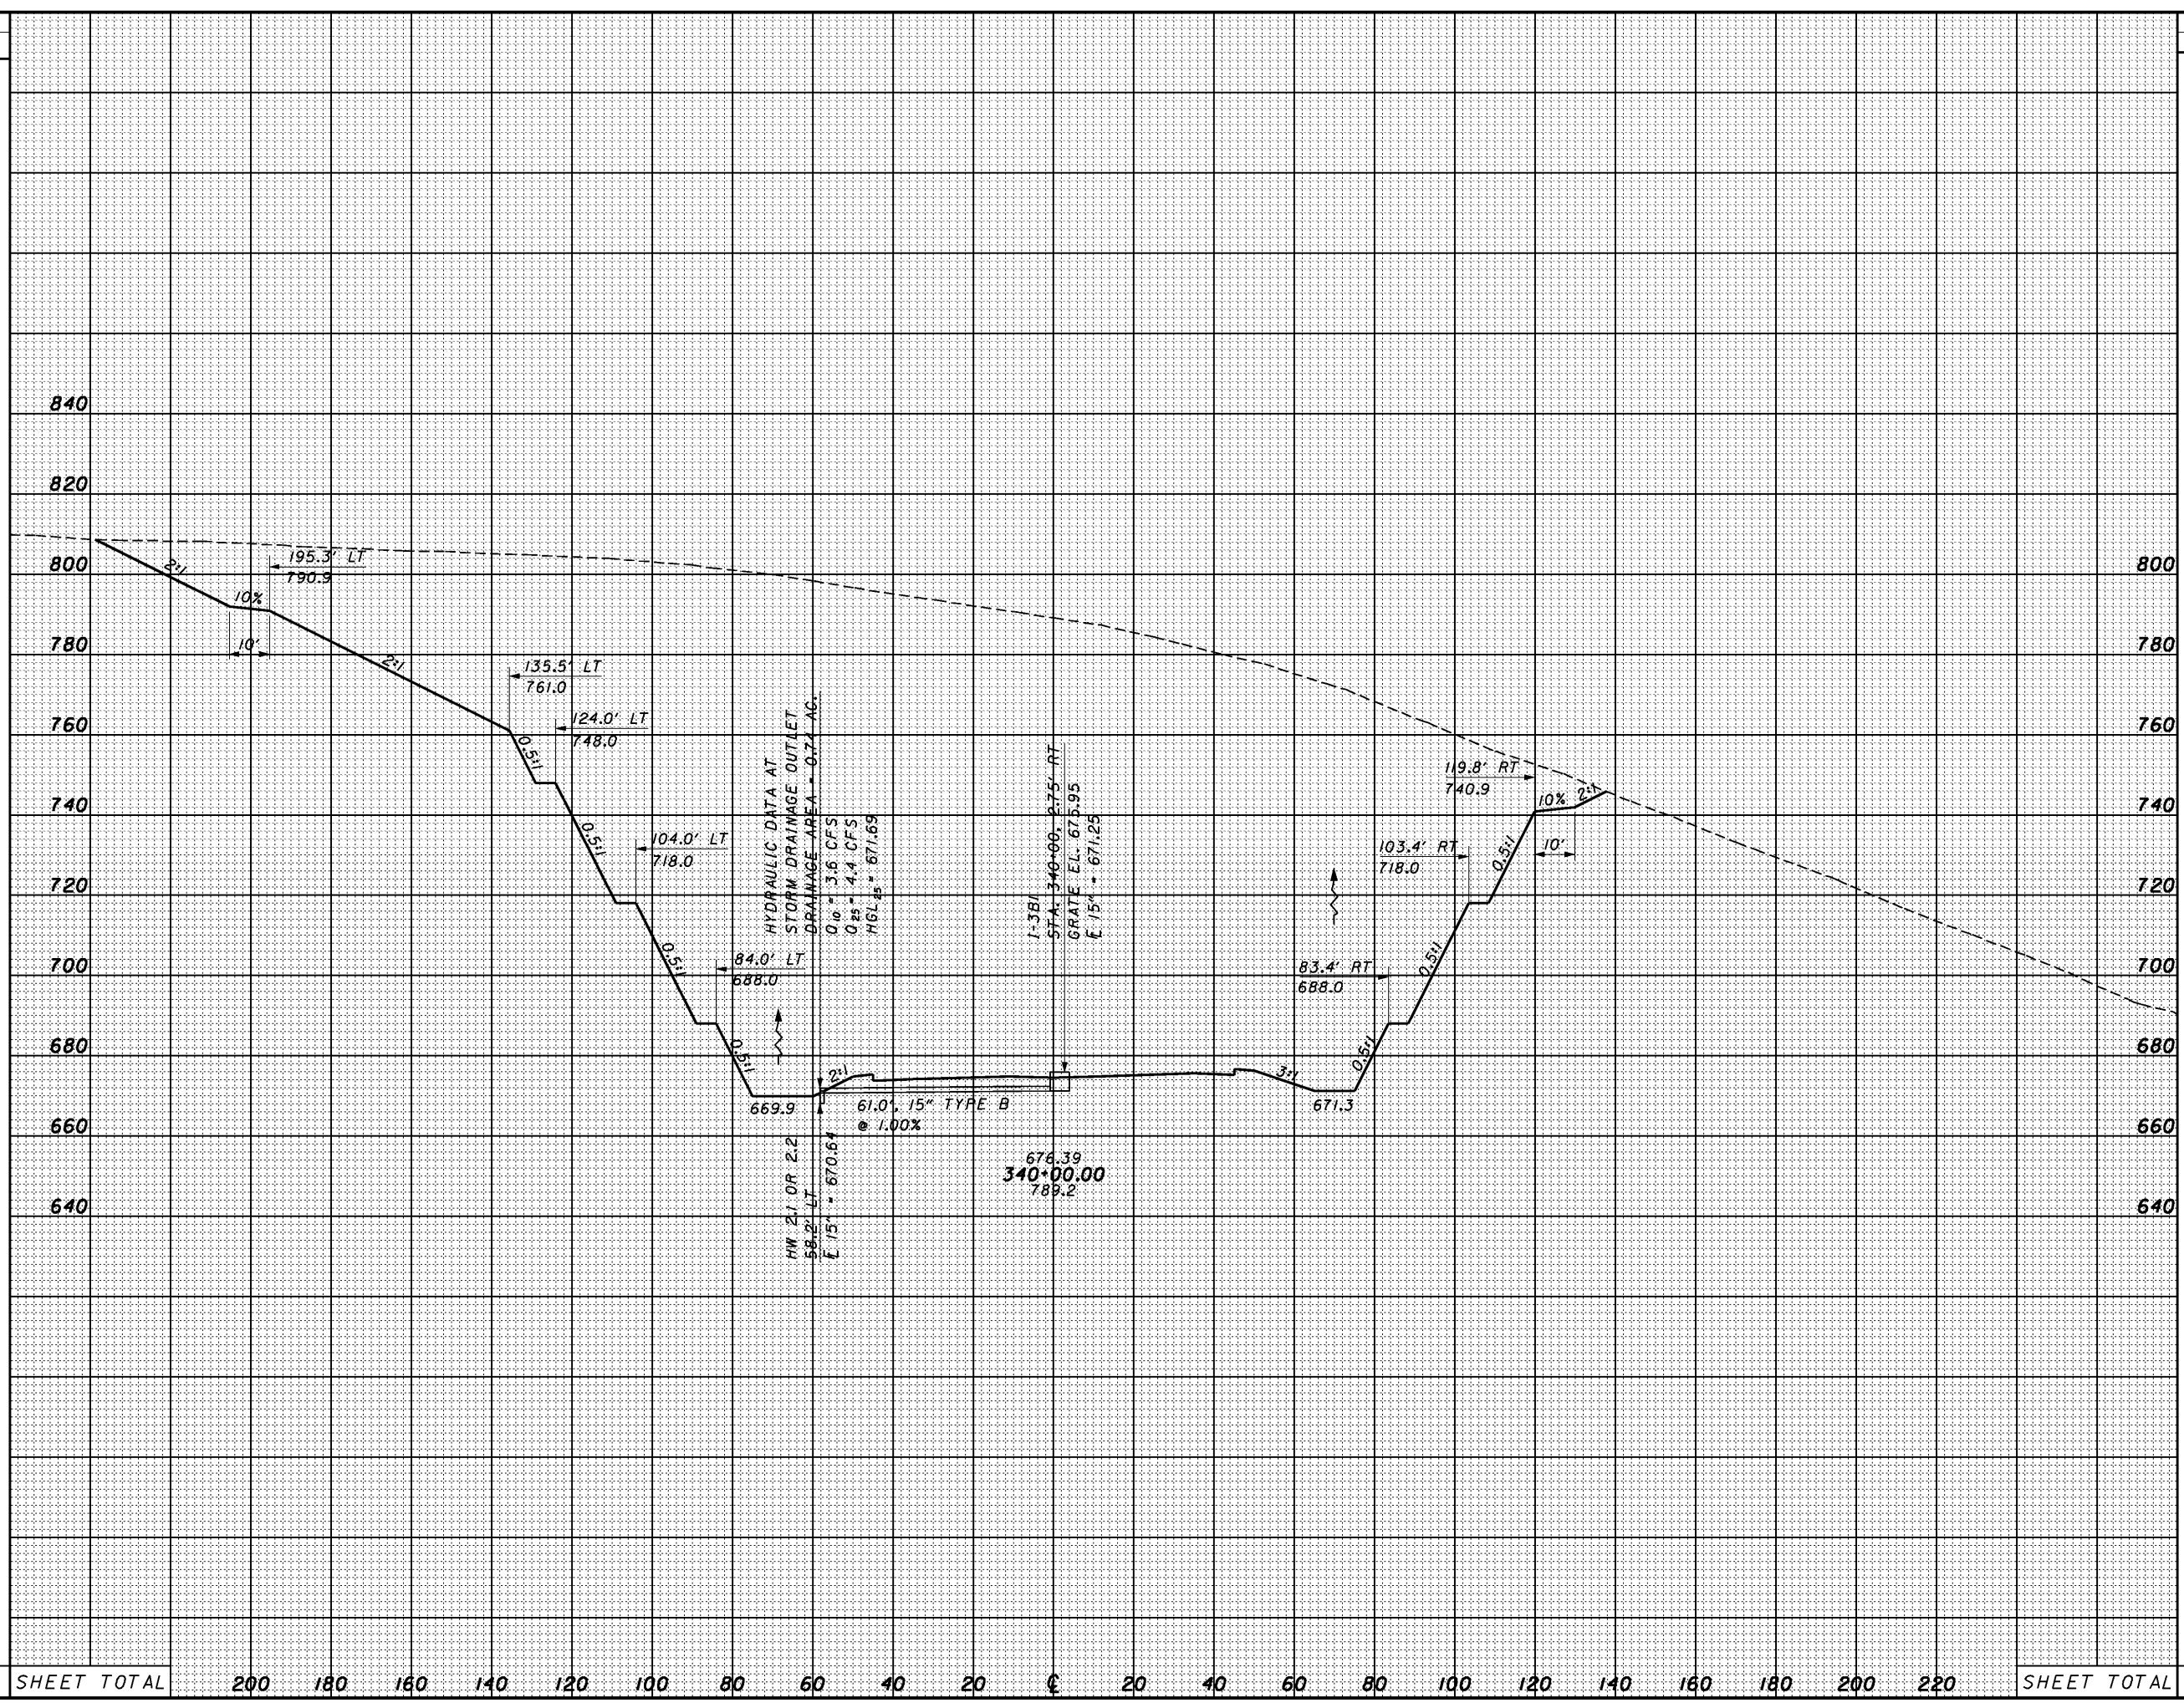 840
820
800
800
780
780
760
760
740
740
720
720
700
700
680
680
660
660
640
640
2:1
10%
10'
195.3' LT
790.9
2:1
135.5' LT
761.0
0.5:1
124.0' LT
748.0
0.5:1
104.0' LT
718.0
0.5:1
84.0' LT
688.0
0.5:1
669.9
2:1
HYDRAULIC DATA AT
STORM DRAINAGE OUTLET
DRAINAGE AREA = 0.74 AC.
Q10 = 3.6 CFS
Q25 = 4.4 CFS
HGL25 = 671.69
HW 2.1 OR 2.2
58.2' LT
15" = 670.64
61.0', 15" TYPE B
@ 1.00%
I-3B1
STA. 340+00, 2.75' RT
GRATE EL. 675.95
15" = 671.25
676.39
340+00.00
789.2
3:1
671.3
0.5:1
83.4' RT
688.0
0.5:1
103.4' RT
718.0
0.5:1
119.8' RT
740.9
10%
2:1
10'
SHEET TOTAL 200 180 160 140 120 100 80 60 40 20 ℄ 20 40 60 80 100 120 140 160 180 200 220 SHEET TOTAL